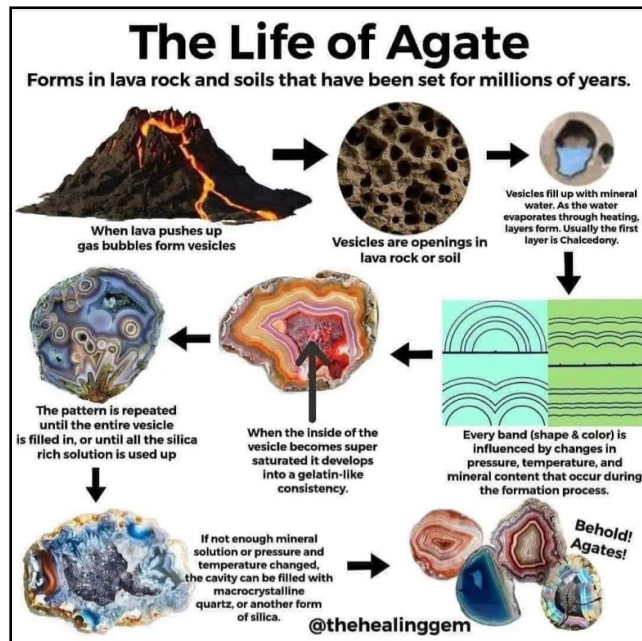 The Life of Agate
Forms in lava rock and soils that have been set for millions of years.
When lava pushes up
gas bubbles form vesicles
Vesicles are openings in
lava rock or soil
Vesicles fill up with mineral
water. As the water
evaporates through heating,
layers form. Usually the first
layer is Chalcedony.
Every band (shape & color) is
influenced by changes in
pressure, temperature, and
mineral content that occur during
the formation process.
When the inside of the
vesicle becomes super
saturated it develops
into a gelatin-like
consistency.
The pattern is repeated
until the entire vesicle
is filled in, or until all the silica
rich solution is used up
If not enough mineral
solution or pressure and
temperature changed,
the cavity can be filled with
macrocrystalline
quartz, or another form
of silica.
Behold!
Agates!
@thehealinggem